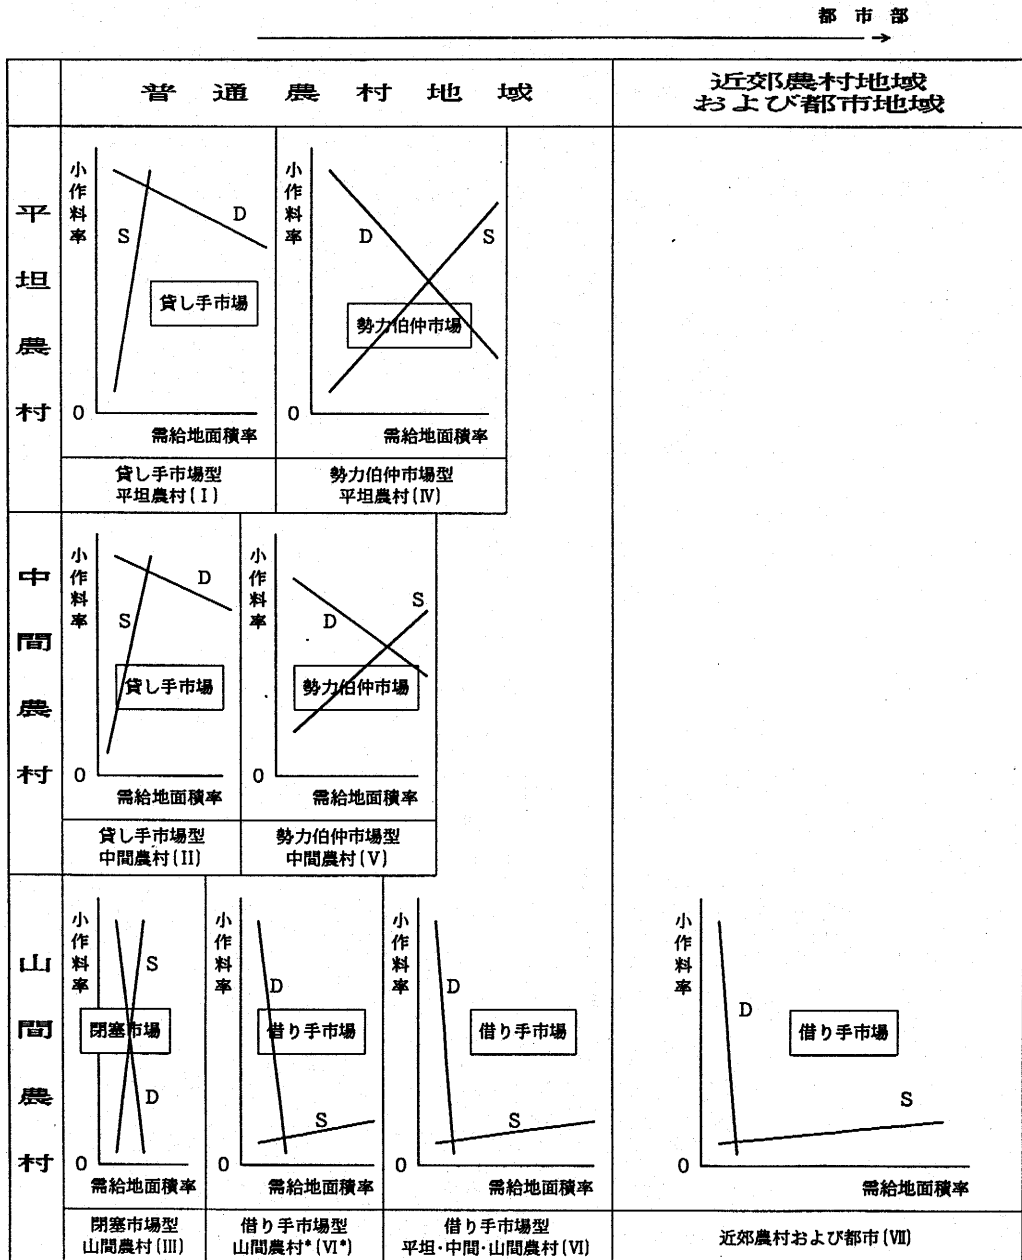 都市部
普通農村地域
近郊農村地域
および都市地域
平坦農村
小作料率
S
D
貸し手市場
0
需給地面積率
貸し手市場型
平坦農村(I)
小作料率
D
S
勢力伯仲市場
0
需給地面積率
勢力伯仲市場型
平坦農村(IV)
中間農村
小作料率
S
D
貸し手市場
0
需給地面積率
貸し手市場型
中間農村(II)
小作料率
D
S
勢力伯仲市場
0
需給地面積率
勢力伯仲市場型
中間農村(V)
山間農村
小作料率
S
閉塞市場
D
0
需給地面積率
閉塞市場型
山間農村(III)
小作料率
D
借り手市場
S
0
需給地面積率
借り手市場型
山間農村*(VI*)
小作料率
D
借り手市場
S
0
需給地面積率
借り手市場型
平坦・中間・山間農村(VI)
小作料率
D
借り手市場
S
0
需給地面積率
近郊農村および都市(VII)